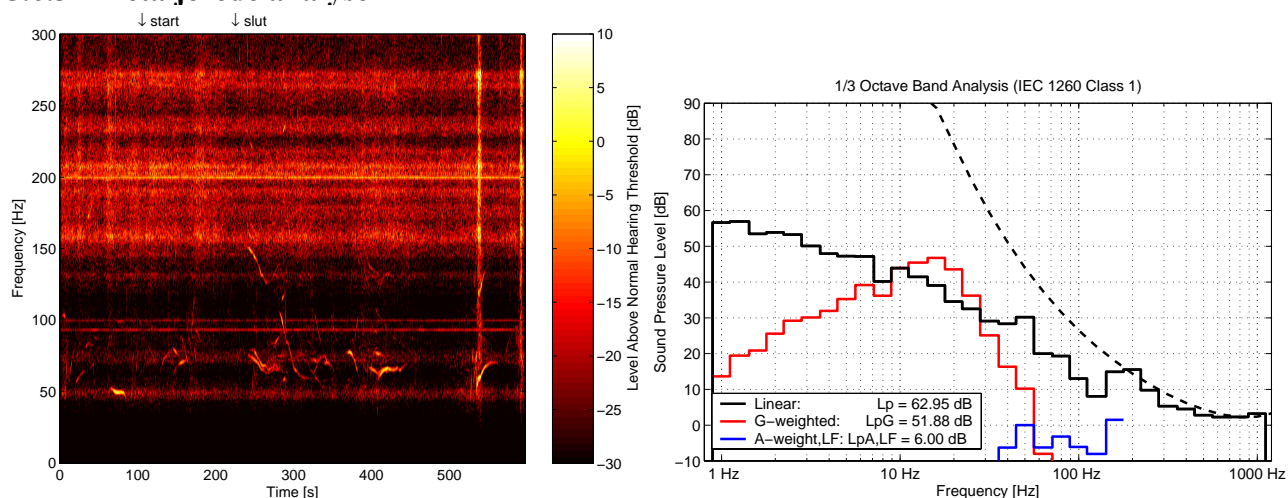 ↓ start ↓ slut
300
250
200
150
100
50
0
Frequency [Hz]
0 100 200 300 400 500
Time [s]
10
5
0
−5
−10
−15
−20
−25
−30
Level Above Normal Hearing Threshold [dB]
1/3 Octave Band Analysis (IEC 1260 Class 1)
90
80
70
60
50
40
30
20
10
0
−10
Sound Pressure Level [dB]
Linear: Lp = 62.95 dB
G−weighted: LpG = 51.88 dB
A−weight,LF: LpA,LF = 6.00 dB
1 Hz 10 Hz 100 Hz 1000 Hz
Frequency [Hz]